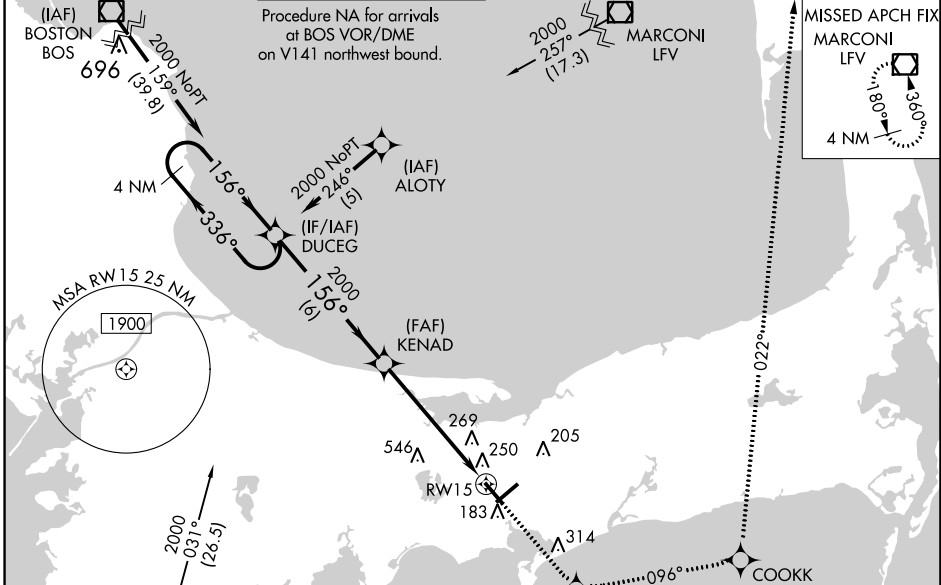 (IAF)
BOSTON
BOS
696
2000 NoPT
159°
(39.8)
Procedure NA for arrivals
at BOS VOR/DME
on V141 northwest bound.
2000
257°
(17.3)
MARCONI
LFV
MISSED APCH FIX
MARCONI
LFV
180°
360°
4 NM
4 NM
156°
336°
2000 NoPT
246°
(5)
(IAF)
ALOTY
(IF/IAF)
DUCEG
2000
156°
(6)
MSA RW15 25 NM
1900
(FAF)
KENAD
022°
269
546
250
205
RW15
183
314
2000
031°
(26.5)
096°
COOKK